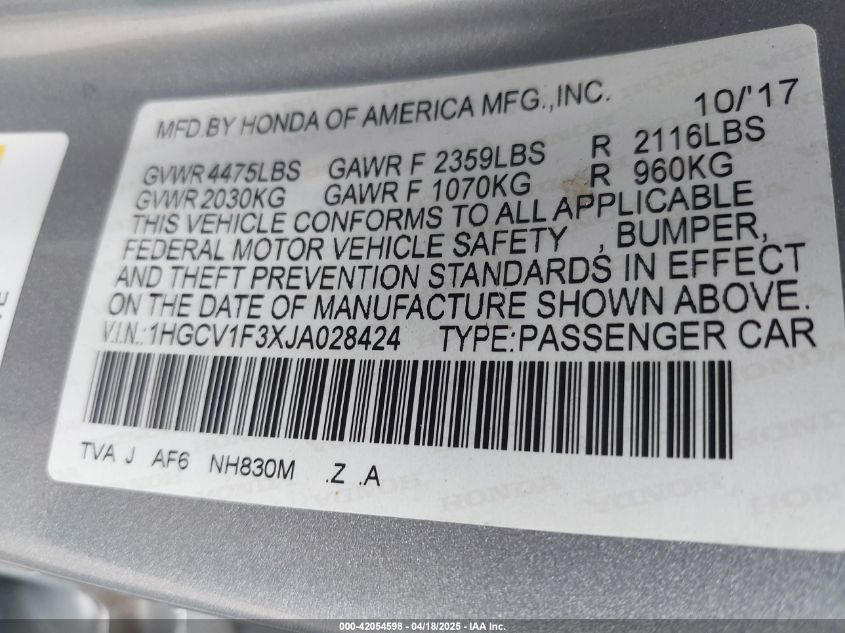 MFD.BY HONDA OF AMERICA MFG.,INC. 10/'17
GVWR 4475LBS GAWR F 2359LBS R 2116LBS
GVWR 2030KG GAWR F 1070KG R 960KG
THIS VEHICLE CONFORMS TO ALL APPLICABLE
FEDERAL MOTOR VEHICLE SAFETY , BUMPER,
AND THEFT PREVENTION STANDARDS IN EFFECT
ON THE DATE OF MANUFACTURE SHOWN ABOVE.
V.I.N.:1HGCV1F3XJA028424 TYPE:PASSENGER CAR
TVA J AF6 NH830M .Z .A
HONDA HONDA HONDA
000-42054598 - 04/18/2025 - IAA Inc.